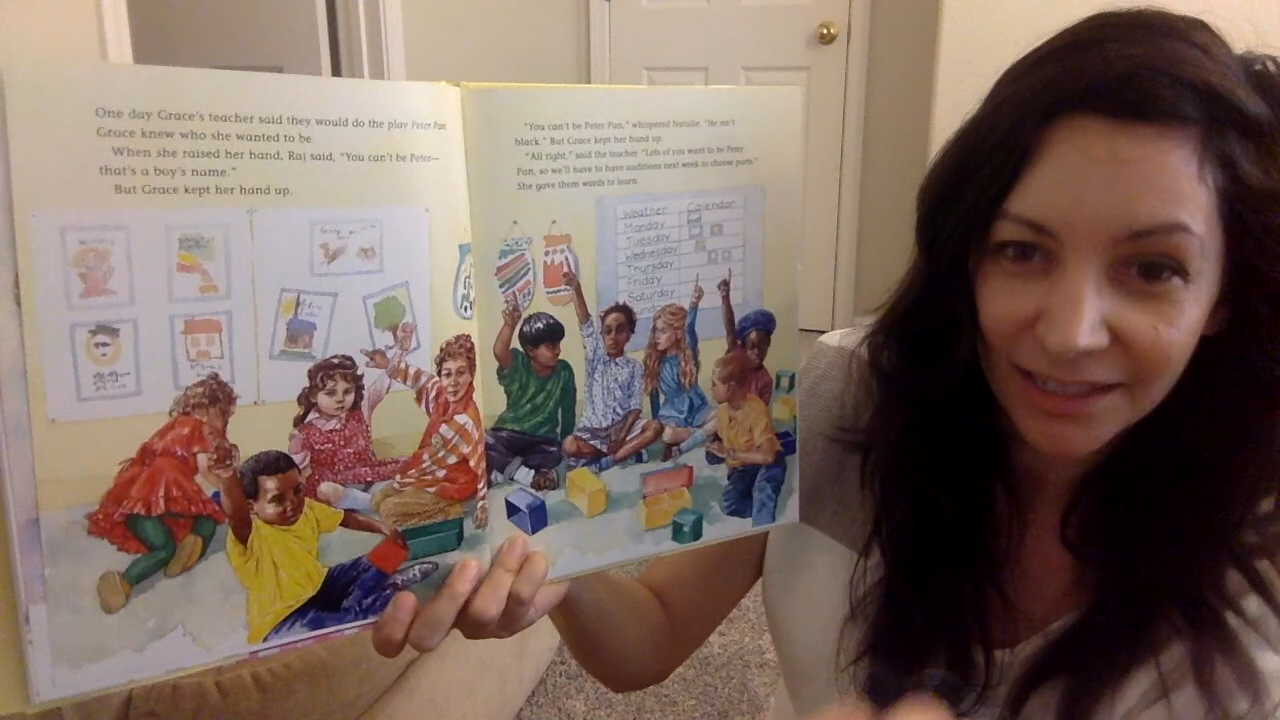 One day Grace's teacher said they would do the play Peter Pan.
Grace knew who she wanted to be.
When she raised her hand, Raj said, "You can't be Peter—
that's a boy's name."
But Grace kept her hand up.
"You can't be Peter Pan," whispered Natalie. "He isn't
black." But Grace kept her hand up.
"All right," said the teacher. "Lots of you want to be Peter
Pan, so we'll have to have auditions next week to choose parts."
She gave them words to learn.
Weather Calendar
Monday
Tuesday
Wednesday
Thursday
Friday
Saturday